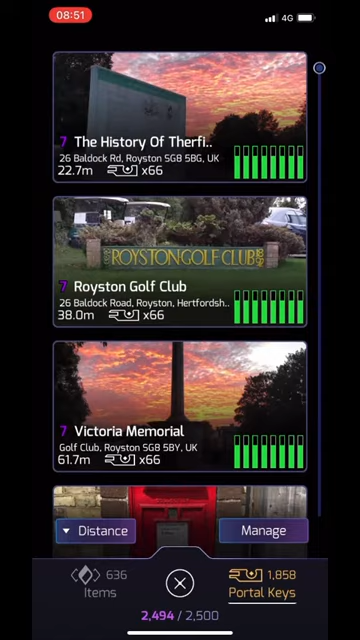 08:51
4G
7 The History Of Therfi..
26 Baldock Rd, Royston SG8 5BG, UK
22.7m x66
ROYSTON GOLF CLUB
7 Royston Golf Club
26 Baldock Road, Royston, Hertfordsh..
38.0m x66
7 Victoria Memorial
Golf Club, Royston SG8 5BY, UK
61.7m x66
Distance
Manage
636
Items
1,858
Portal Keys
2,494 / 2,500